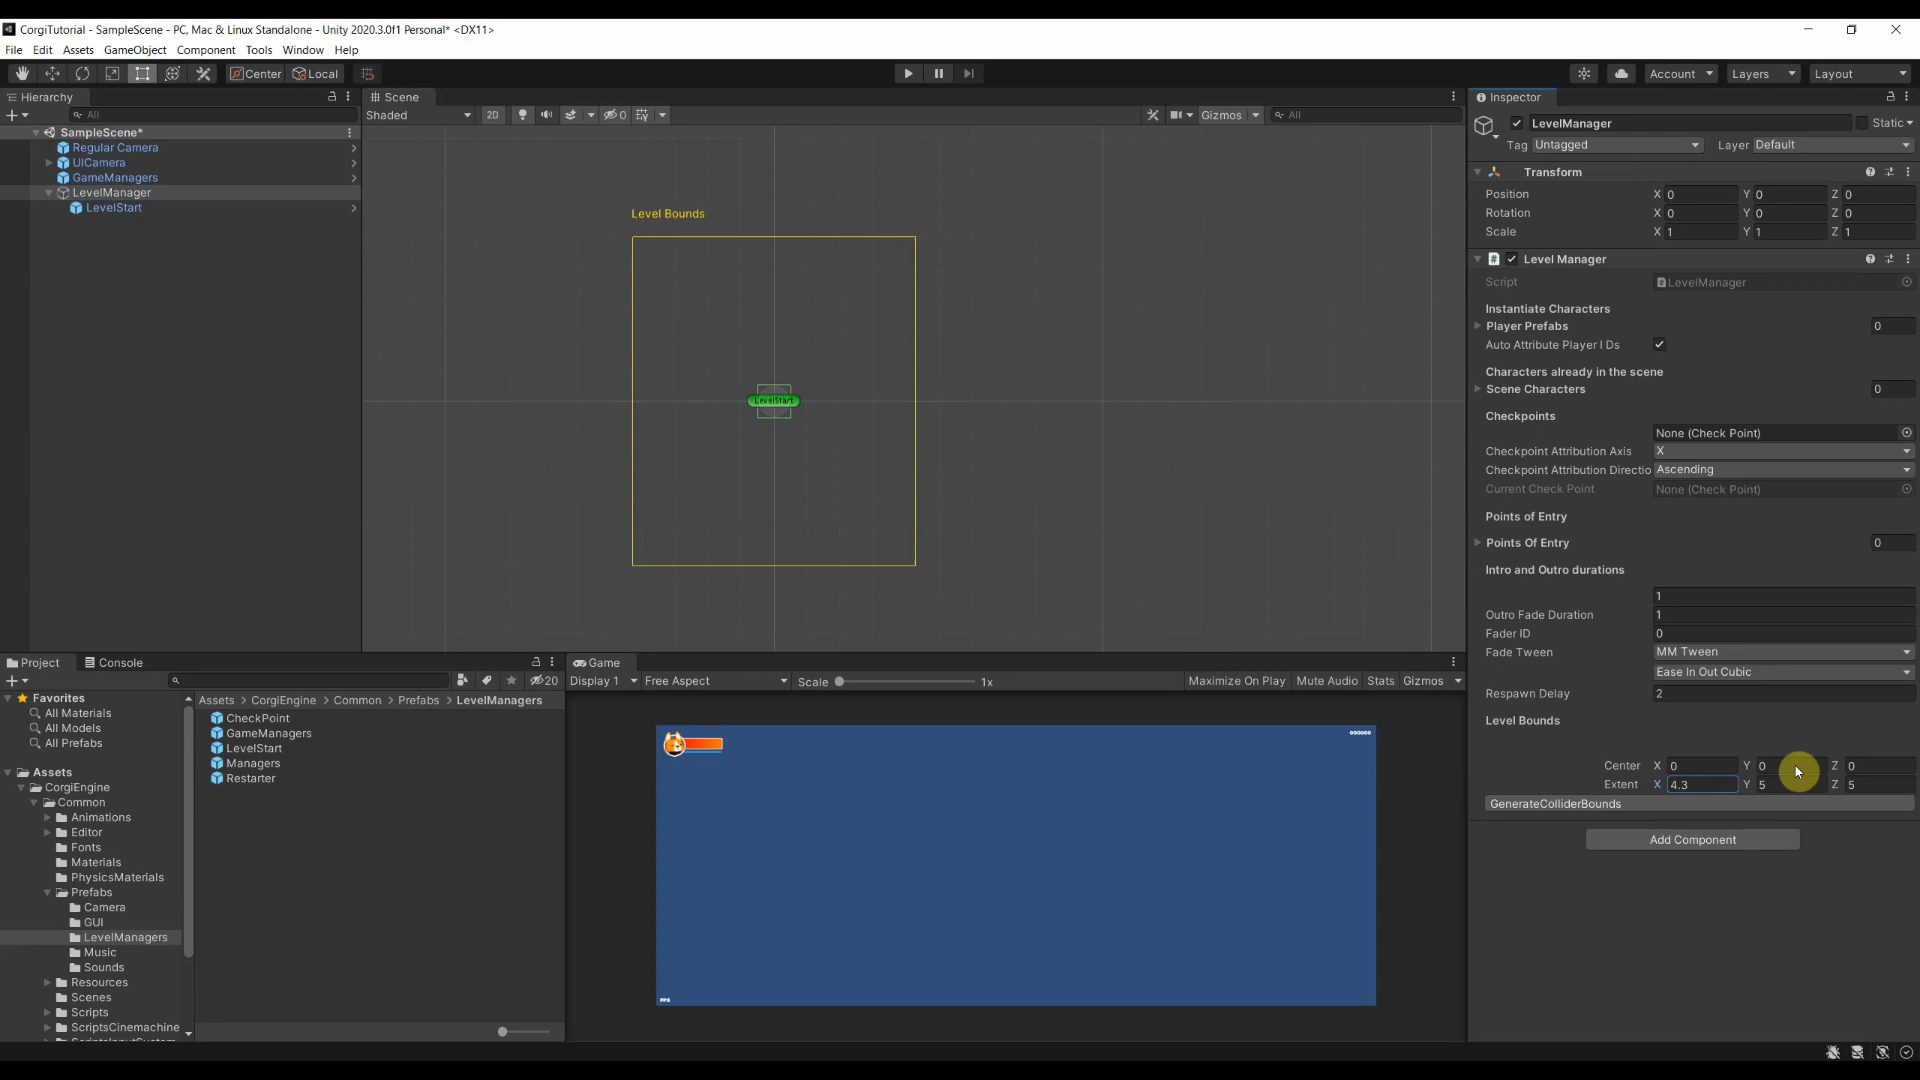 CorgiTutorial - SampleScene - PC, Mac & Linux Standalone - Unity 2020.3.0f1 Personal* <DX11>
File Edit Assets GameObject Component Tools Window Help
Center Local
Account Layers Layout
Hierarchy
All
SampleScene*
Regular Camera
UICamera
GameManagers
LevelManager
LevelStart
Scene
Shaded 2D 0 Gizmos All
Level Bounds
LevelStart
Project Console
20
Favorites
All Materials
All Models
All Prefabs
Assets
CorgiEngine
Common
Animations
Editor
Fonts
Materials
PhysicsMaterials
Prefabs
Camera
GUI
LevelManagers
Music
Sounds
Resources
Scenes
Scripts
ScriptsCinemachine
Assets > CorgiEngine > Common > Prefabs > LevelManagers
CheckPoint
GameManagers
LevelStart
Managers
Restarter
Game
Display 1 Free Aspect Scale 1x Maximize On Play Mute Audio Stats Gizmos
000000
FPS
Inspector
LevelManager Static
Tag Untagged Layer Default
Transform
Position X 0 Y 0 Z 0
Rotation X 0 Y 0 Z 0
Scale X 1 Y 1 Z 1
Level Manager
Script LevelManager
Instantiate Characters
Player Prefabs 0
Auto Attribute Player I Ds
Characters already in the scene
Scene Characters 0
Checkpoints
None (Check Point)
Checkpoint Attribution Axis X
Checkpoint Attribution Directio Ascending
Current Check Point None (Check Point)
Points of Entry
Points Of Entry 0
Intro and Outro durations
1
Outro Fade Duration 1
Fader ID 0
Fade Tween MM Tween
Ease In Out Cubic
Respawn Delay 2
Level Bounds
Center X 0 Y 0 Z 0
Extent X 4.3 Y 5 Z 5
GenerateColliderBounds
Add Component